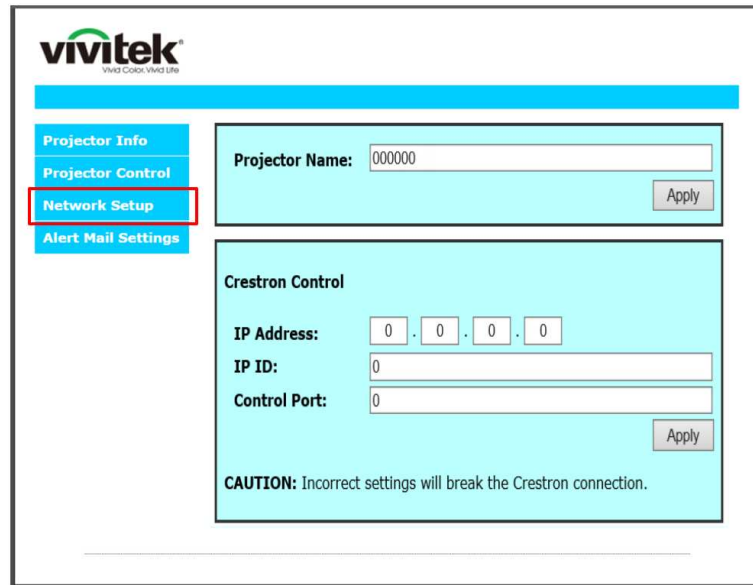 vivitek
Vivid Color, Vivid Life
Projector Info
Projector Control
Network Setup
Alert Mail Settings
Projector Name: 000000
Apply
Crestron Control
IP Address: 0 . 0 . 0 . 0
IP ID: 0
Control Port: 0
Apply
CAUTION: Incorrect settings will break the Crestron connection.